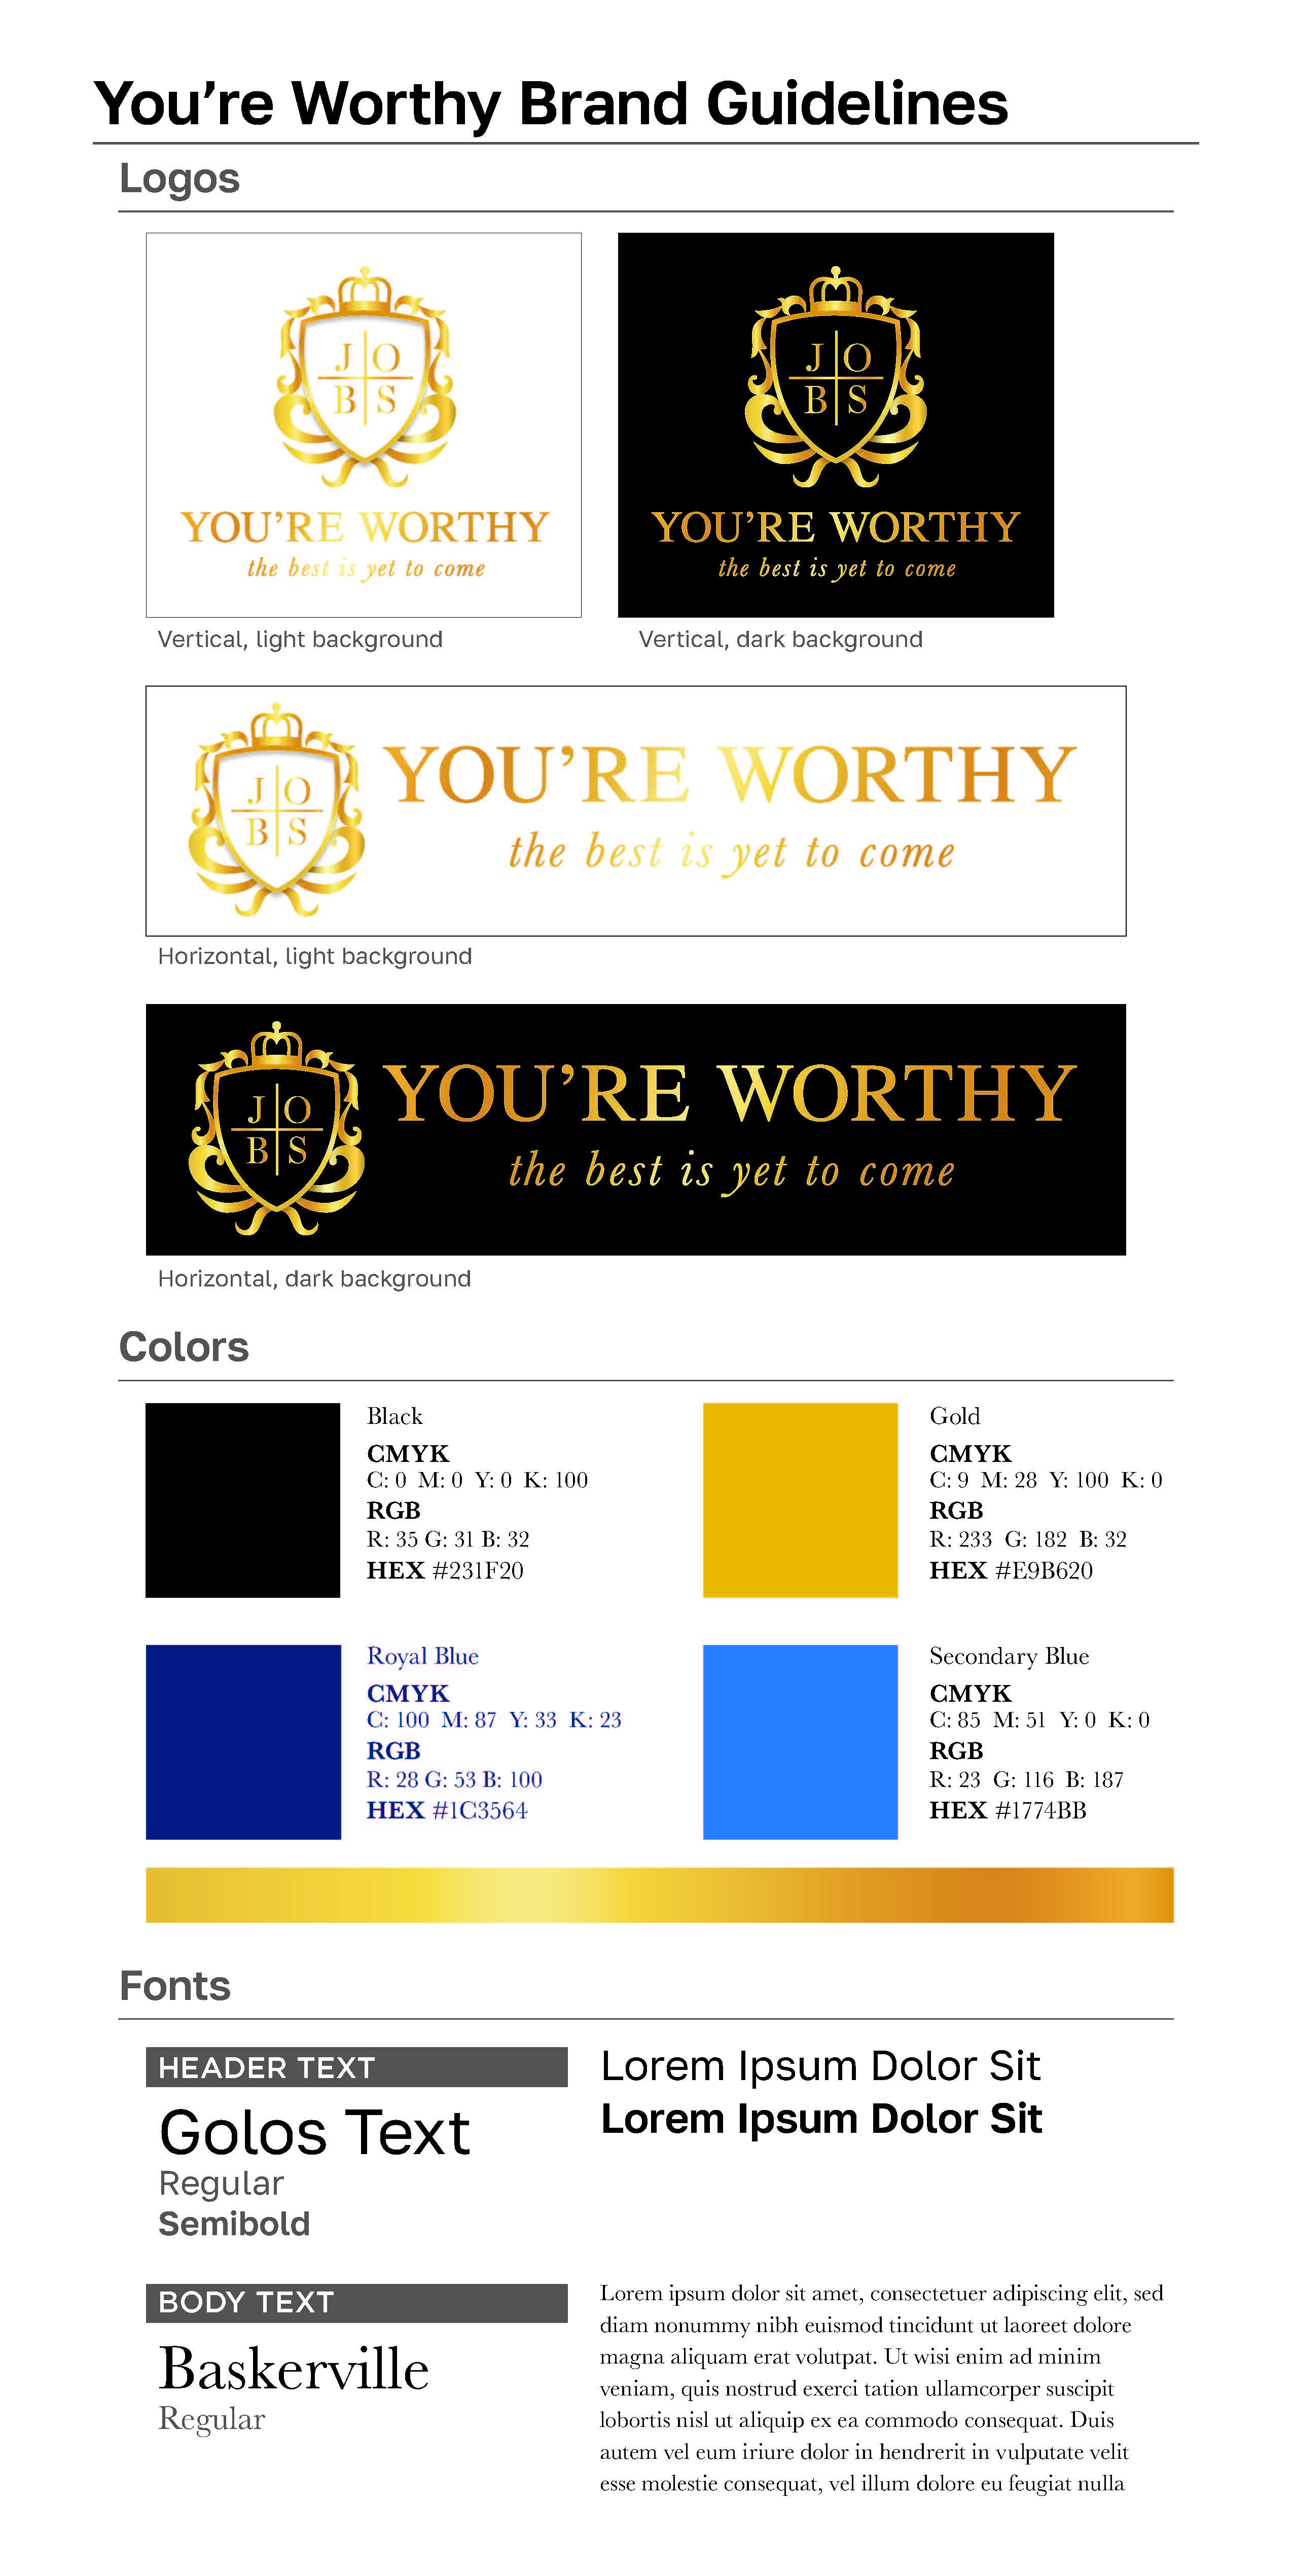 You’re Worthy Brand Guidelines
Logos
J O
B S
YOU’RE WORTHY
the best is yet to come
Vertical, light background
J O
B S
YOU’RE WORTHY
the best is yet to come
Vertical, dark background
J O
B S
YOU’RE WORTHY
the best is yet to come
Horizontal, light background
J O
B S
YOU’RE WORTHY
the best is yet to come
Horizontal, dark background
Colors
Black
CMYK
C: 0 M: 0 Y: 0 K: 100
RGB
R: 35 G: 31 B: 32
HEX #231F20
Gold
CMYK
C: 9 M: 28 Y: 100 K: 0
RGB
R: 233 G: 182 B: 32
HEX #E9B620
Royal Blue
CMYK
C: 100 M: 87 Y: 33 K: 23
RGB
R: 28 G: 53 B: 100
HEX #1C3564
Secondary Blue
CMYK
C: 85 M: 51 Y: 0 K: 0
RGB
R: 23 G: 116 B: 187
HEX #1774BB
Fonts
HEADER TEXT
Golos Text
Regular
Semibold
Lorem Ipsum Dolor Sit
Lorem Ipsum Dolor Sit
BODY TEXT
Baskerville
Regular
Lorem ipsum dolor sit amet, consectetuer adipiscing elit, sed
diam nonummy nibh euismod tincidunt ut laoreet dolore
magna aliquam erat volutpat. Ut wisi enim ad minim
veniam, quis nostrud exerci tation ullamcorper suscipit
lobortis nisl ut aliquip ex ea commodo consequat. Duis
autem vel eum iriure dolor in hendrerit in vulputate velit
esse molestie consequat, vel illum dolore eu feugiat nulla